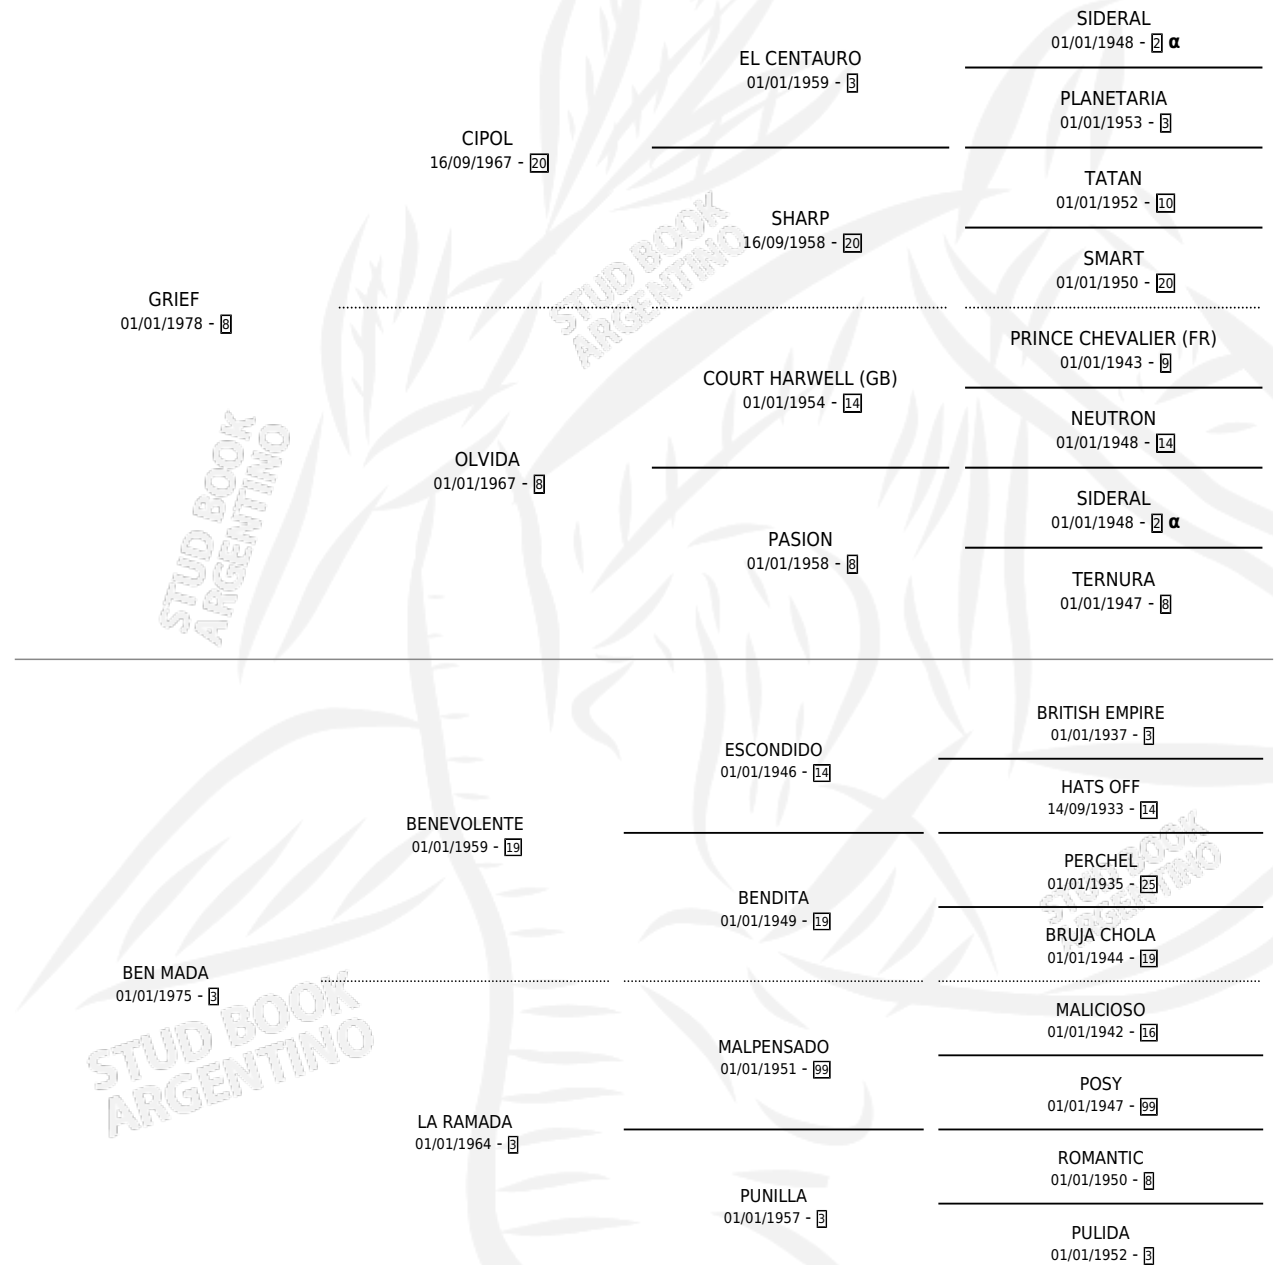 SIDERAL
01/01/1948 - 2 α
EL CENTAURO
01/01/1959 - 3
PLANETARIA
01/01/1953 - 3
CIPOL
16/09/1967 - 20
TATAN
01/01/1952 - 10
SHARP
16/09/1958 - 20
SMART
01/01/1950 - 20
GRIEF
01/01/1978 - 8
PRINCE CHEVALIER (FR)
01/01/1943 - 9
COURT HARWELL (GB)
01/01/1954 - 14
NEUTRON
01/01/1948 - 14
OLVIDA
01/01/1967 - 8
SIDERAL
01/01/1948 - 2 α
PASION
01/01/1958 - 8
TERNURA
01/01/1947 - 8
BRITISH EMPIRE
01/01/1937 - 3
ESCONDIDO
01/01/1946 - 14
HATS OFF
14/09/1933 - 14
BENEVOLENTE
01/01/1959 - 19
PERCHEL
01/01/1935 - 25
BENDITA
01/01/1949 - 19
BRUJA CHOLA
01/01/1944 - 19
BEN MADA
01/01/1975 - 3
MALICIOSO
01/01/1942 - 16
MALPENSADO
01/01/1951 - 99
POSY
01/01/1947 - 99
LA RAMADA
01/01/1964 - 3
ROMANTIC
01/01/1950 - 8
PUNILLA
01/01/1957 - 3
PULIDA
01/01/1952 - 3
STUD BOOK
ARGENTINO
STUD BOOK
ARGENTINO
STUD BOOK
ARGENTINO
STUD BOOK
ARGENTINO